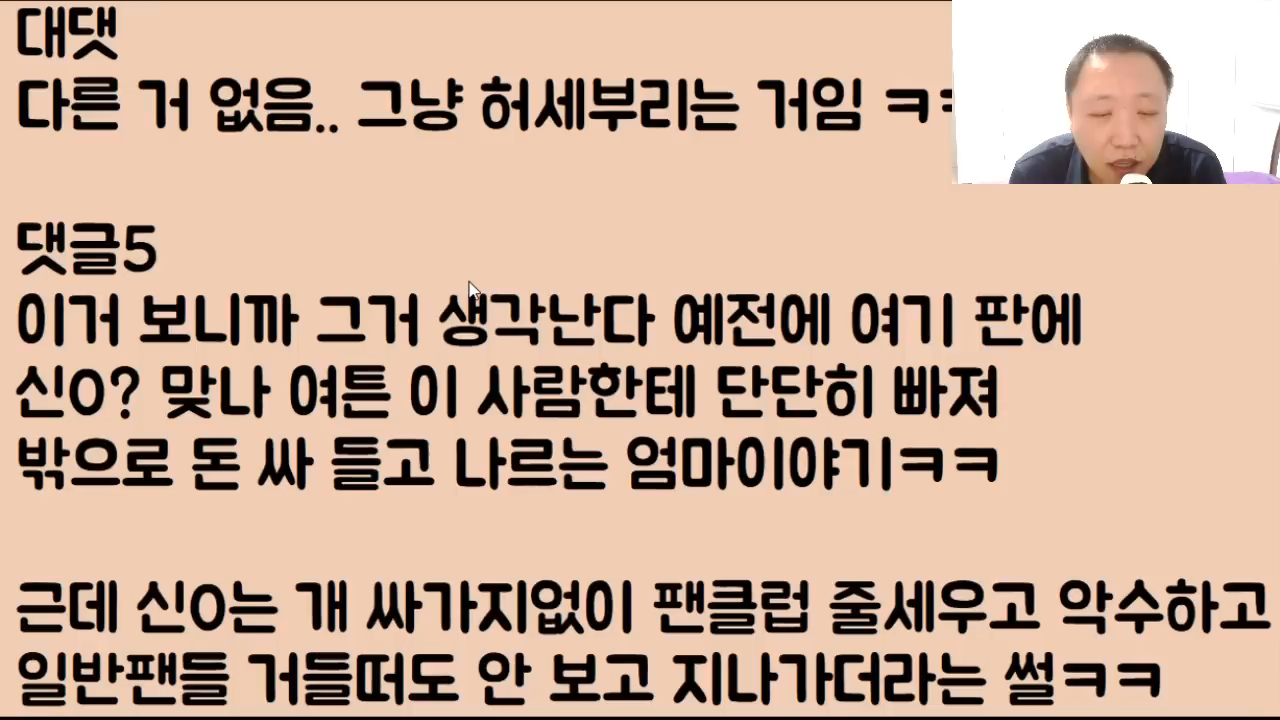 대댓
다른 거 없음.. 그냥 허세부리는 거임 ㅋㅋ
댓글5
이거 보니까 그거 생각난다 예전에 여기 판에
신0? 맞나 여튼 이 사람한테 단단히 빠져
밖으로 돈 싸 들고 나르는 엄마이야기ㅋㅋ
근데 신0는 개 싸가지없이 팬클럽 줄세우고 악수하고
일반팬들 거들떠도 안 보고 지나가더라는 썰ㅋㅋ